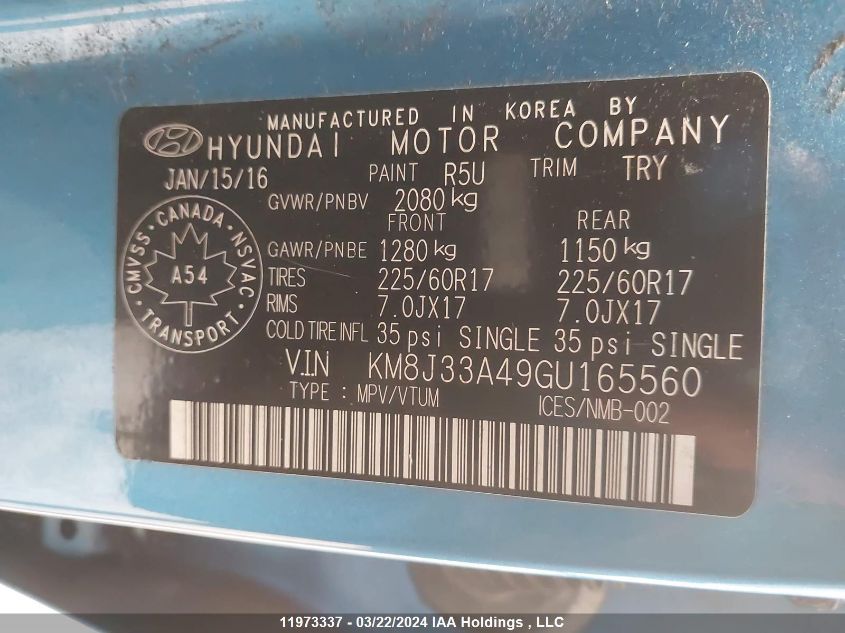 MANUFACTURED IN KOREA BY
HYUNDAI MOTOR COMPANY
JAN/15/16 PAINT R5U TRIM TRY
GVWR/PNBV 2080 kg
FRONT REAR
GAWR/PNBE 1280 kg 1150 kg
TIRES 225/60R17 225/60R17
RIMS 7.0JX17 7.0JX17
COLD TIRE INFL 35 psi SINGLE 35 psi SINGLE
V.I.N KM8J33A49GU165560
TYPE : MPV/VTUM ICES/NMB-002
CMVSS · CANADA · NSVAC
A54
TRANSPORT
11973337 - 03/22/2024 IAA Holdings , LLC